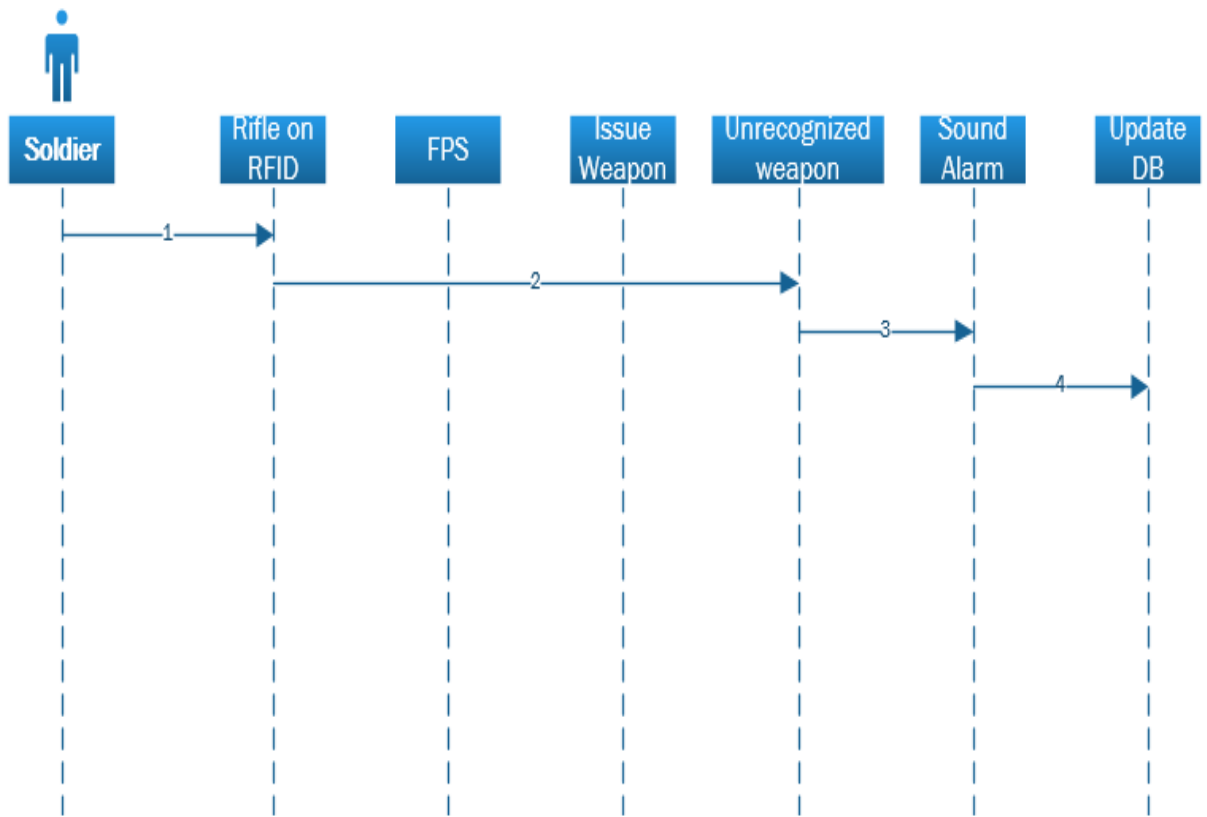 Soldier
Rifle on
RFID
FPS
Issue
Weapon
Unrecognized
weapon
Sound
Alarm
Update
DB
1
2
3
4